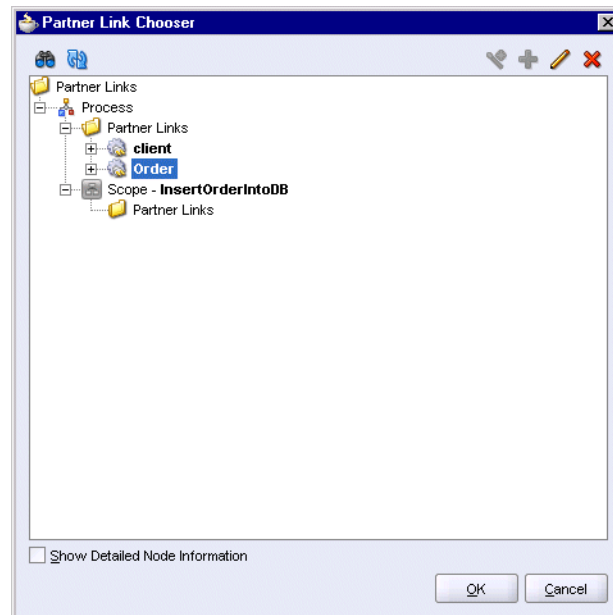 Partner Link Chooser
Partner Links
Process
Partner Links
client
Order
Scope - InsertOrderIntoDB
Partner Links
Show Detailed Node Information
OK Cancel